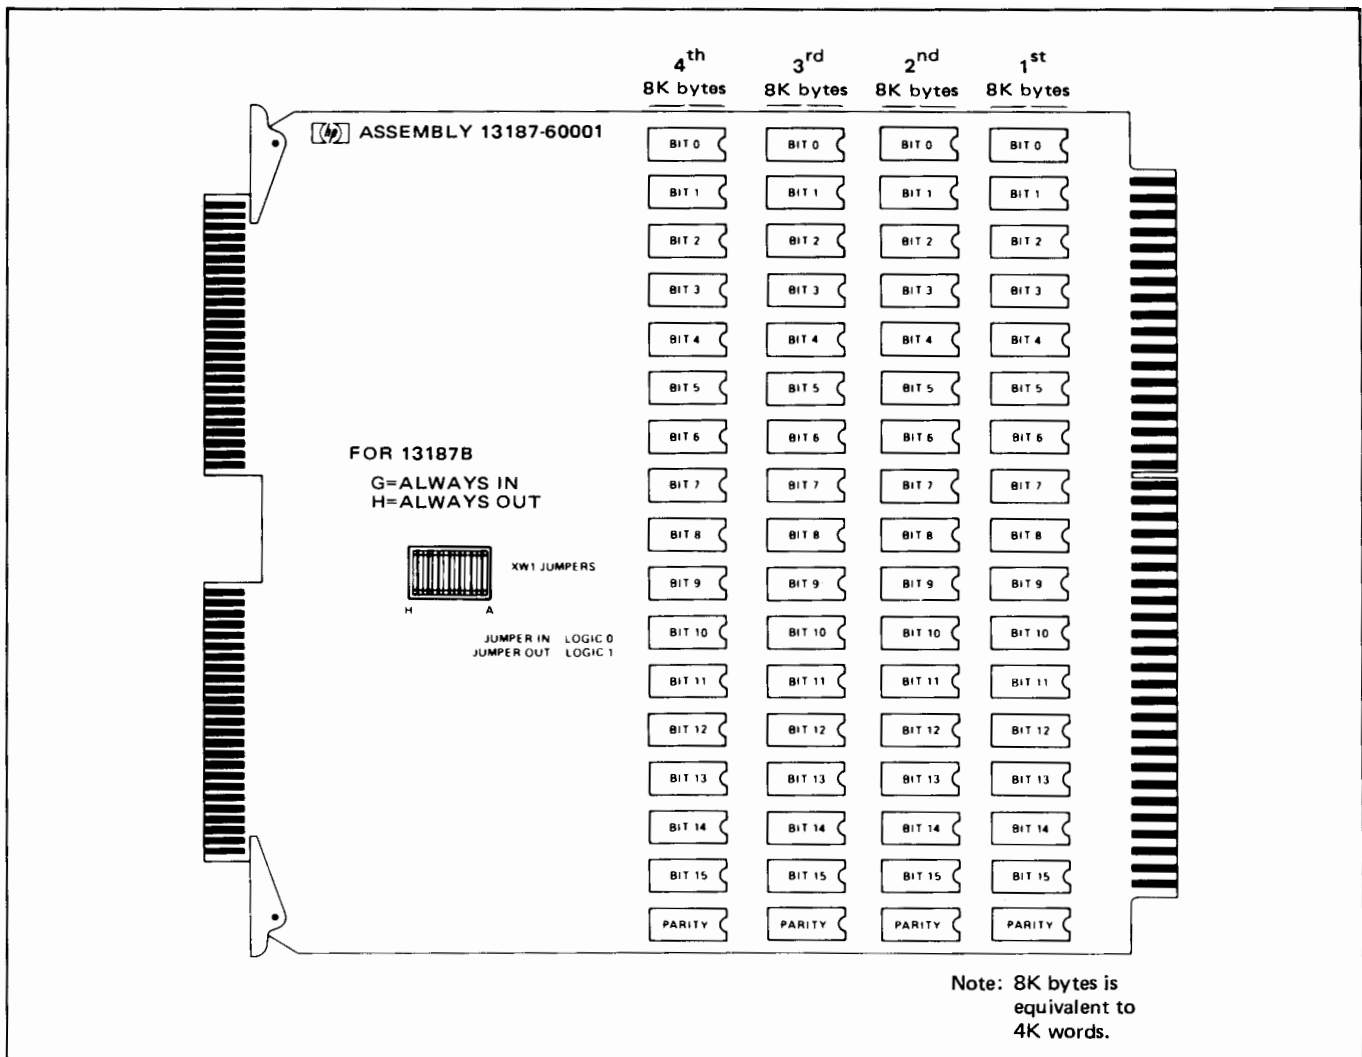 4th 3rd 2nd 1st
8K bytes 8K bytes 8K bytes 8K bytes
hp ASSEMBLY 13187-60001
BIT 0 BIT 0 BIT 0 BIT 0
BIT 1 BIT 1 BIT 1 BIT 1
BIT 2 BIT 2 BIT 2 BIT 2
BIT 3 BIT 3 BIT 3 BIT 3
BIT 4 BIT 4 BIT 4 BIT 4
BIT 5 BIT 5 BIT 5 BIT 5
BIT 6 BIT 6 BIT 6 BIT 6
FOR 13187B
G=ALWAYS IN
H=ALWAYS OUT
BIT 7 BIT 7 BIT 7 BIT 7
BIT 8 BIT 8 BIT 8 BIT 8
XW1 JUMPERS
BIT 9 BIT 9 BIT 9 BIT 9
H A
JUMPER IN LOGIC 0
JUMPER OUT LOGIC 1
BIT 10 BIT 10 BIT 10 BIT 10
BIT 11 BIT 11 BIT 11 BIT 11
BIT 12 BIT 12 BIT 12 BIT 12
BIT 13 BIT 13 BIT 13 BIT 13
BIT 14 BIT 14 BIT 14 BIT 14
BIT 15 BIT 15 BIT 15 BIT 15
PARITY PARITY PARITY PARITY
Note: 8K bytes is
equivalent to
4K words.